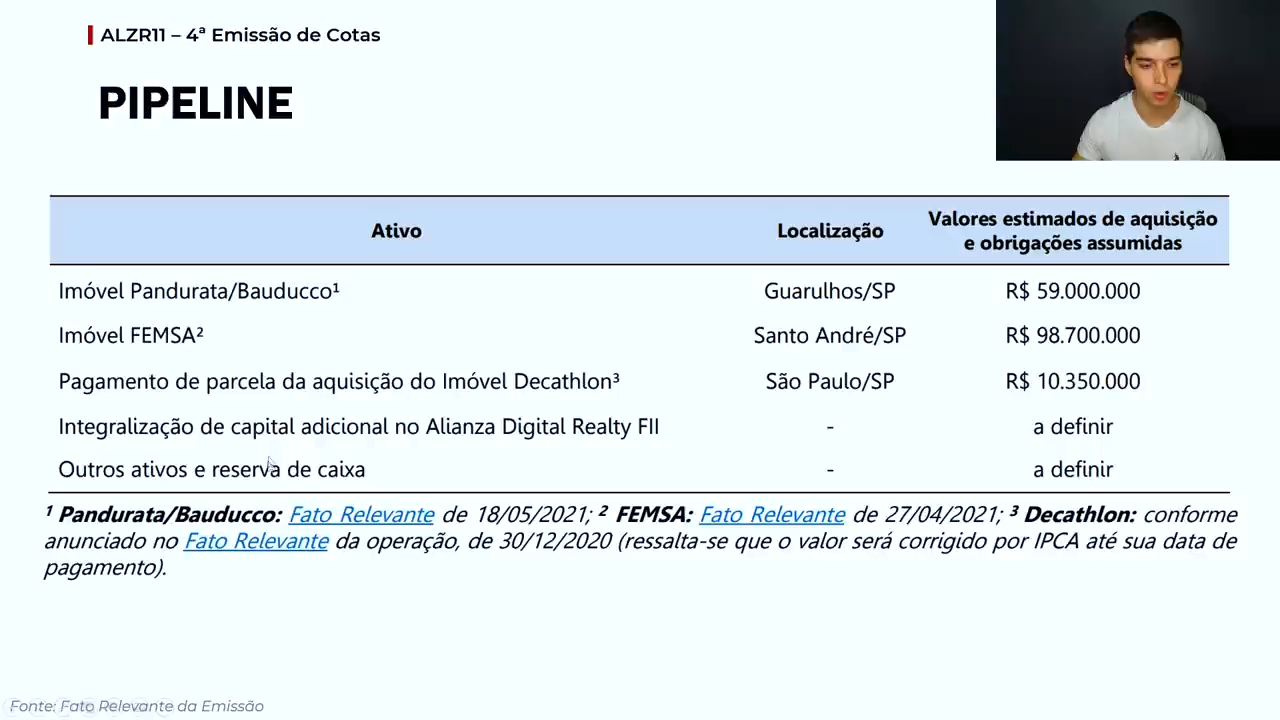 ALZR11 – 4ª Emissão de Cotas
PIPELINE
Ativo
Localização
Valores estimados de aquisição
e obrigações assumidas
Imóvel Pandurata/Bauducco¹
Guarulhos/SP
R$ 59.000.000
Imóvel FEMSA²
Santo André/SP
R$ 98.700.000
Pagamento de parcela da aquisição do Imóvel Decathlon³
São Paulo/SP
R$ 10.350.000
Integralização de capital adicional no Alianza Digital Realty FII
-
a definir
Outros ativos e reserva de caixa
-
a definir
¹ Pandurata/Bauducco: Fato Relevante de 18/05/2021; ² FEMSA: Fato Relevante de 27/04/2021; ³ Decathlon: conforme
anunciado no Fato Relevante da operação, de 30/12/2020 (ressalta-se que o valor será corrigido por IPCA até sua data de
pagamento).
Fonte: Fato Relevante da Emissão